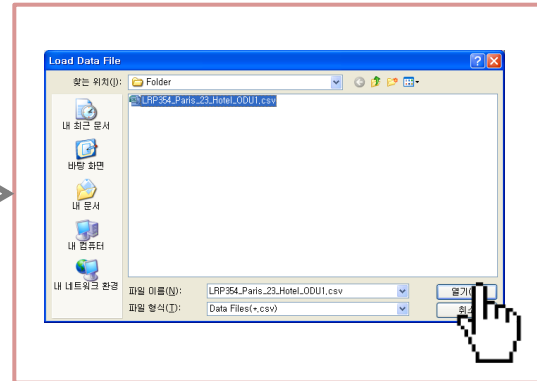 Load Data File
찾는 위치(I): Folder
LRP354_Paris_23_Hotel_ODU1.csv
내 최근 문서
바탕 화면
내 문서
내 컴퓨터
내 네트워크 환경
파일 이름(N): LRP354_Paris_23_Hotel_ODU1.csv 열기(
파일 형식(T): Data Files(*.csv) 취소